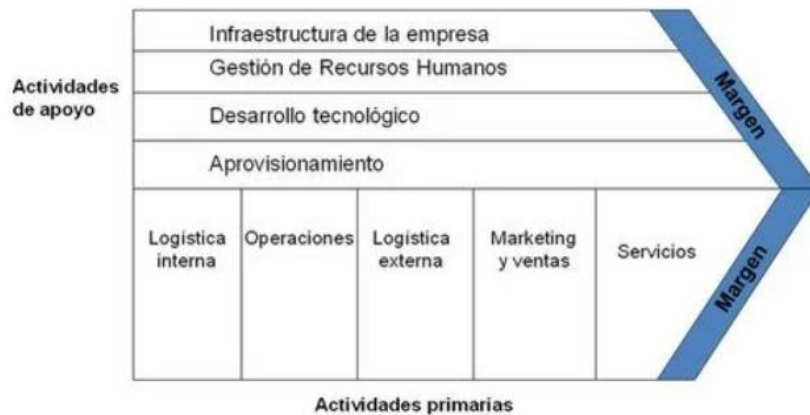 Infraestructura de la empresa
Gestión de Recursos Humanos
Actividades
de apoyo
Desarrollo tecnológico
Aprovisionamiento
Margen
Logística
interna
Operaciones
Logística
externa
Marketing
y ventas
Servicios
Margen
Actividades primarias